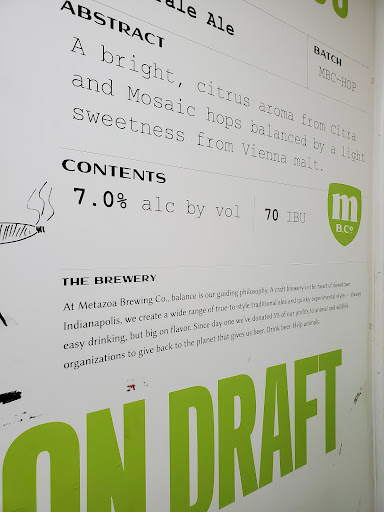 Ale Ale
ABSTRACT
BATCH
MBC-HOP
A bright, citrus aroma from Citra
and Mosaic hops balanced by a light
sweetness from Vienna malt.
CONTENTS
7.0% alc by vol
70 IBU
m
B.Co
THE BREWERY
At Metazoa Brewing Co., balance is our guiding philosophy. A craft brewery in the heart of downtown
Indianapolis, we create a wide range of true-to-style traditional ales and quirky experimental styles – always
easy drinking, but big on flavor. Since day one we've donated 5% of our profits to animal and wildlife
organizations to give back to the planet that gives us beer. Drink beer. Help animals.
ON DRAFT